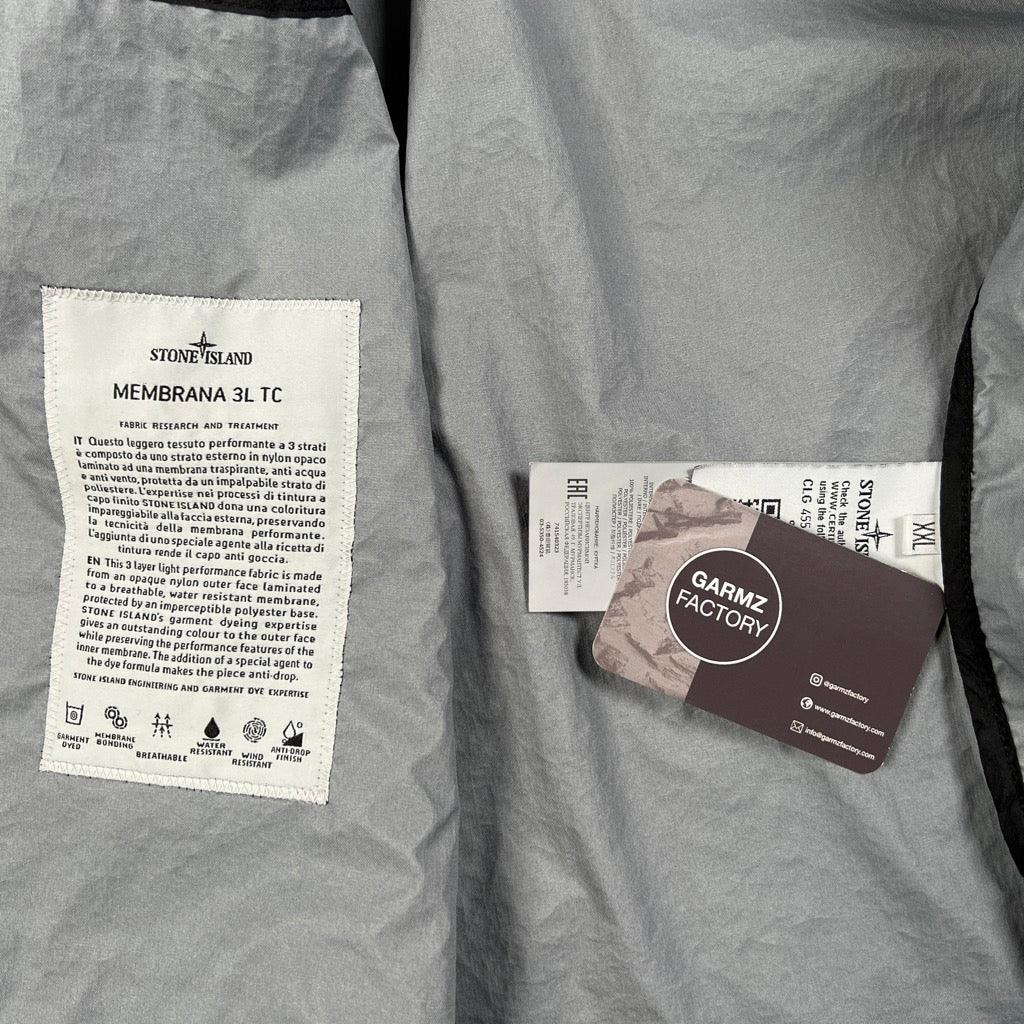 STONE ISLAND
MEMBRANA 3L TC
FABRIC RESEARCH AND TREATMENT
IT Questo leggero tessuto performante a 3 strati
è composto da uno strato esterno in nylon opaco
laminato ad una membrana traspirante, anti acqua
e anti vento, protetta da un impalpabile strato di
poliestere. L'expertise nei processi di tintura a
capo finito STONE ISLAND dona una coloritura
impareggiabile alla faccia esterna, preservando
la tecnicità della membrana performante.
L'aggiunta di uno speciale agente alla ricetta di
tintura rende il capo anti goccia.
EN This 3 layer light performance fabric is made
from an opaque nylon outer face laminated
to a breathable, water resistant membrane,
protected by an imperceptible polyester base.
STONE ISLAND's garment dyeing expertise
gives an outstanding colour to the outer face
while preserving the performance features of the
inner membrane. The addition of a special agent to
the dye formula makes the piece anti-drop.
STONE ISLAND ENGINEERING AND GARMENT DYE EXPERTISE
GARMENT
DYED
MEMBRANE
BONDING
BREATHABLE
WATER
RESISTANT
WIND
RESISTANT
ANTI-DROP
FINISH
EAC
НАИМЕНОВАНИЕ: КУРТКА
741540323
STONE
XXL
Check the
WWW.CERT
using the
GARMZ
FACTORY
@garmzfactory
www.garmzfactory.com
info@garmzfactory.com